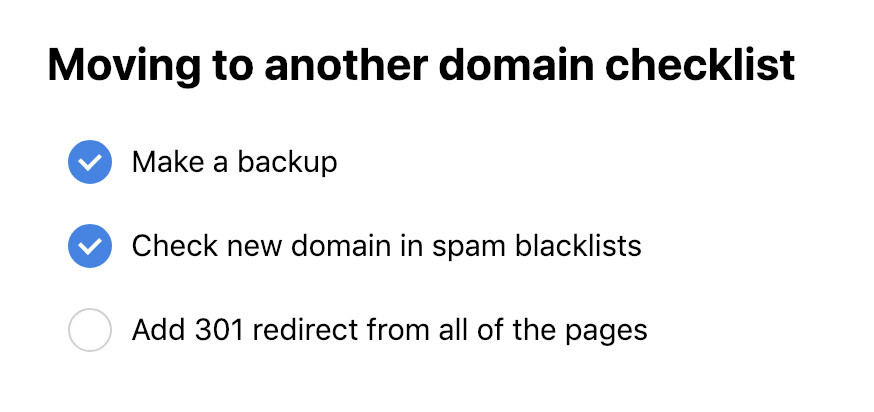 Moving to another domain checklist
Make a backup
Check new domain in spam blacklists
Add 301 redirect from all of the pages